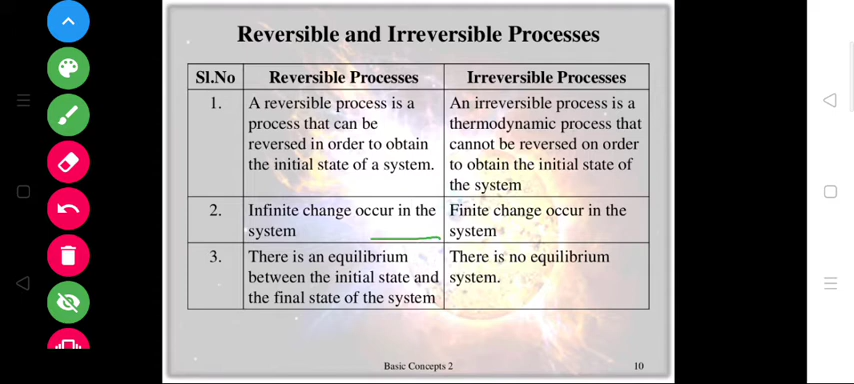 Reversible and Irreversible Processes
Sl.No Reversible Processes Irreversible Processes
1. A reversible process is a
process that can be
reversed in order to obtain
the initial state of a system.
An irreversible process is a
thermodynamic process that
cannot be reversed on order
to obtain the initial state of
the system
2. Infinite change occur in the
system
Finite change occur in the
system
3. There is an equilibrium
between the initial state and
the final state of the system
There is no equilibrium
system.
Basic Concepts 2 10